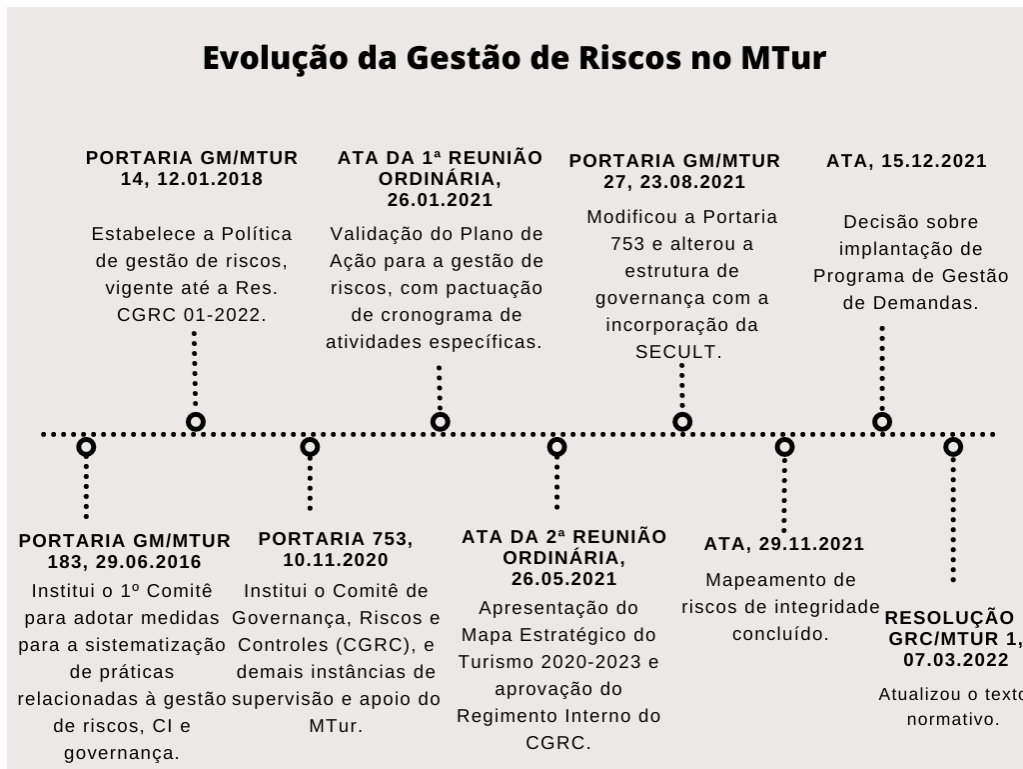 Evolução da Gestão de Riscos no MTur
PORTARIA GM/MTUR
14, 12.01.2018
Estabelece a Política
de gestão de riscos,
vigente até a Res.
CGRC 01-2022.
ATA DA 1ª REUNIÃO
ORDINÁRIA,
26.01.2021
Validação do Plano de
Ação para a gestão de
riscos, com pactuação
de cronograma de
atividades específicas.
PORTARIA GM/MTUR
27, 23.08.2021
Modificou a Portaria
753 e alterou a
estrutura de
governança com a
incorporação da
SECULT.
ATA, 15.12.2021
Decisão sobre
implantação de
Programa de Gestão
de Demandas.
PORTARIA GM/MTUR
183, 29.06.2016
Institui o 1º Comitê
para adotar medidas
para a sistematização
de práticas
relacionadas à gestão
de riscos, CI e
governança.
PORTARIA 753,
10.11.2020
Institui o Comitê de
Governança, Riscos e
Controles (CGRC), e
demais instâncias de
supervisão e apoio do
MTur.
ATA DA 2ª REUNIÃO
ORDINÁRIA,
26.05.2021
Apresentação do
Mapa Estratégico do
Turismo 2020-2023 e
aprovação do
Regimento Interno do
CGRC.
ATA, 29.11.2021
Mapeamento de
riscos de integridade
concluído.
RESOLUÇÃO
GRC/MTUR 1,
07.03.2022
Atualizou o texto
normativo.